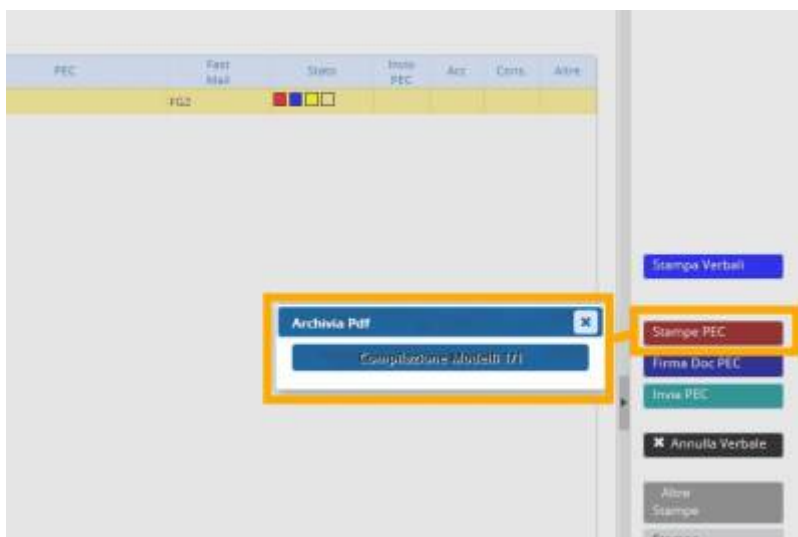 PEC
Fast
Mail
Stato
Invio
PEC
Acc
Cons.
Altre
FG2
Stampa Verbali
Archivia Pdf
Stampe PEC
Compilazione Modelli 1/1
Firma Doc PEC
Invia PEC
Annulla Verbale
Altre
Stampe